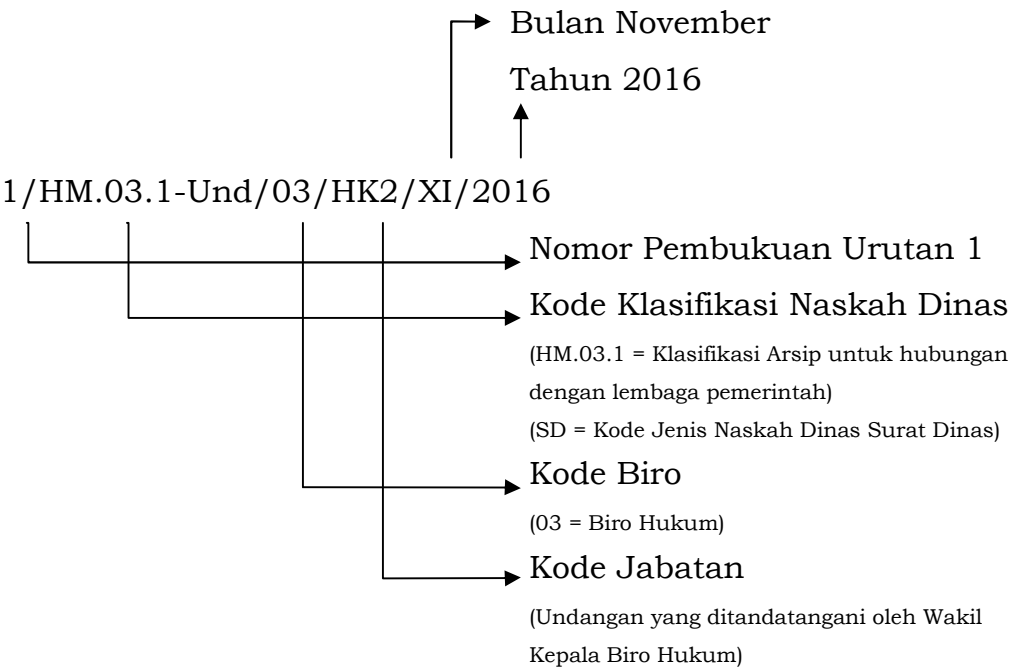 Bulan November
Tahun 2016
1/HM.03.1-Und/03/HK2/XI/2016
Nomor Pembukuan Urutan 1
Kode Klasifikasi Naskah Dinas
(HM.03.1 = Klasifikasi Arsip untuk hubungan
dengan lembaga pemerintah)
(SD = Kode Jenis Naskah Dinas Surat Dinas)
Kode Biro
(03 = Biro Hukum)
Kode Jabatan
(Undangan yang ditandatangani oleh Wakil
Kepala Biro Hukum)